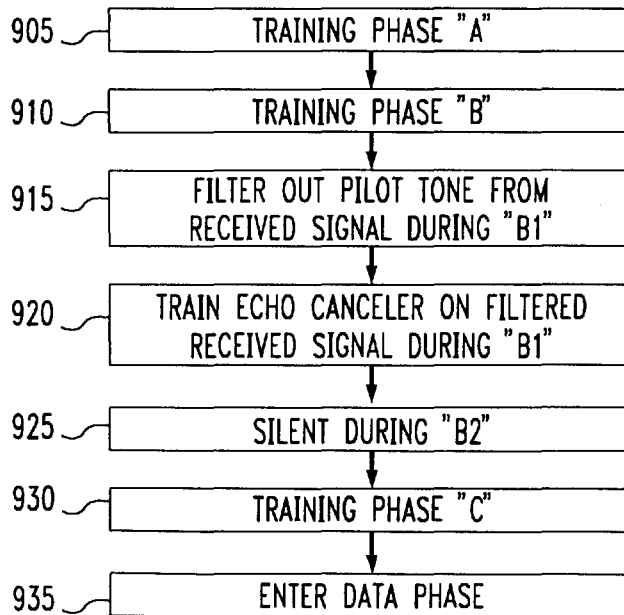 905 TRAINING PHASE "A"
910 TRAINING PHASE "B"
915 FILTER OUT PILOT TONE FROM
RECEIVED SIGNAL DURING "B1"
920 TRAIN ECHO CANCELER ON FILTERED
RECEIVED SIGNAL DURING "B1"
925 SILENT DURING "B2"
930 TRAINING PHASE "C"
935 ENTER DATA PHASE